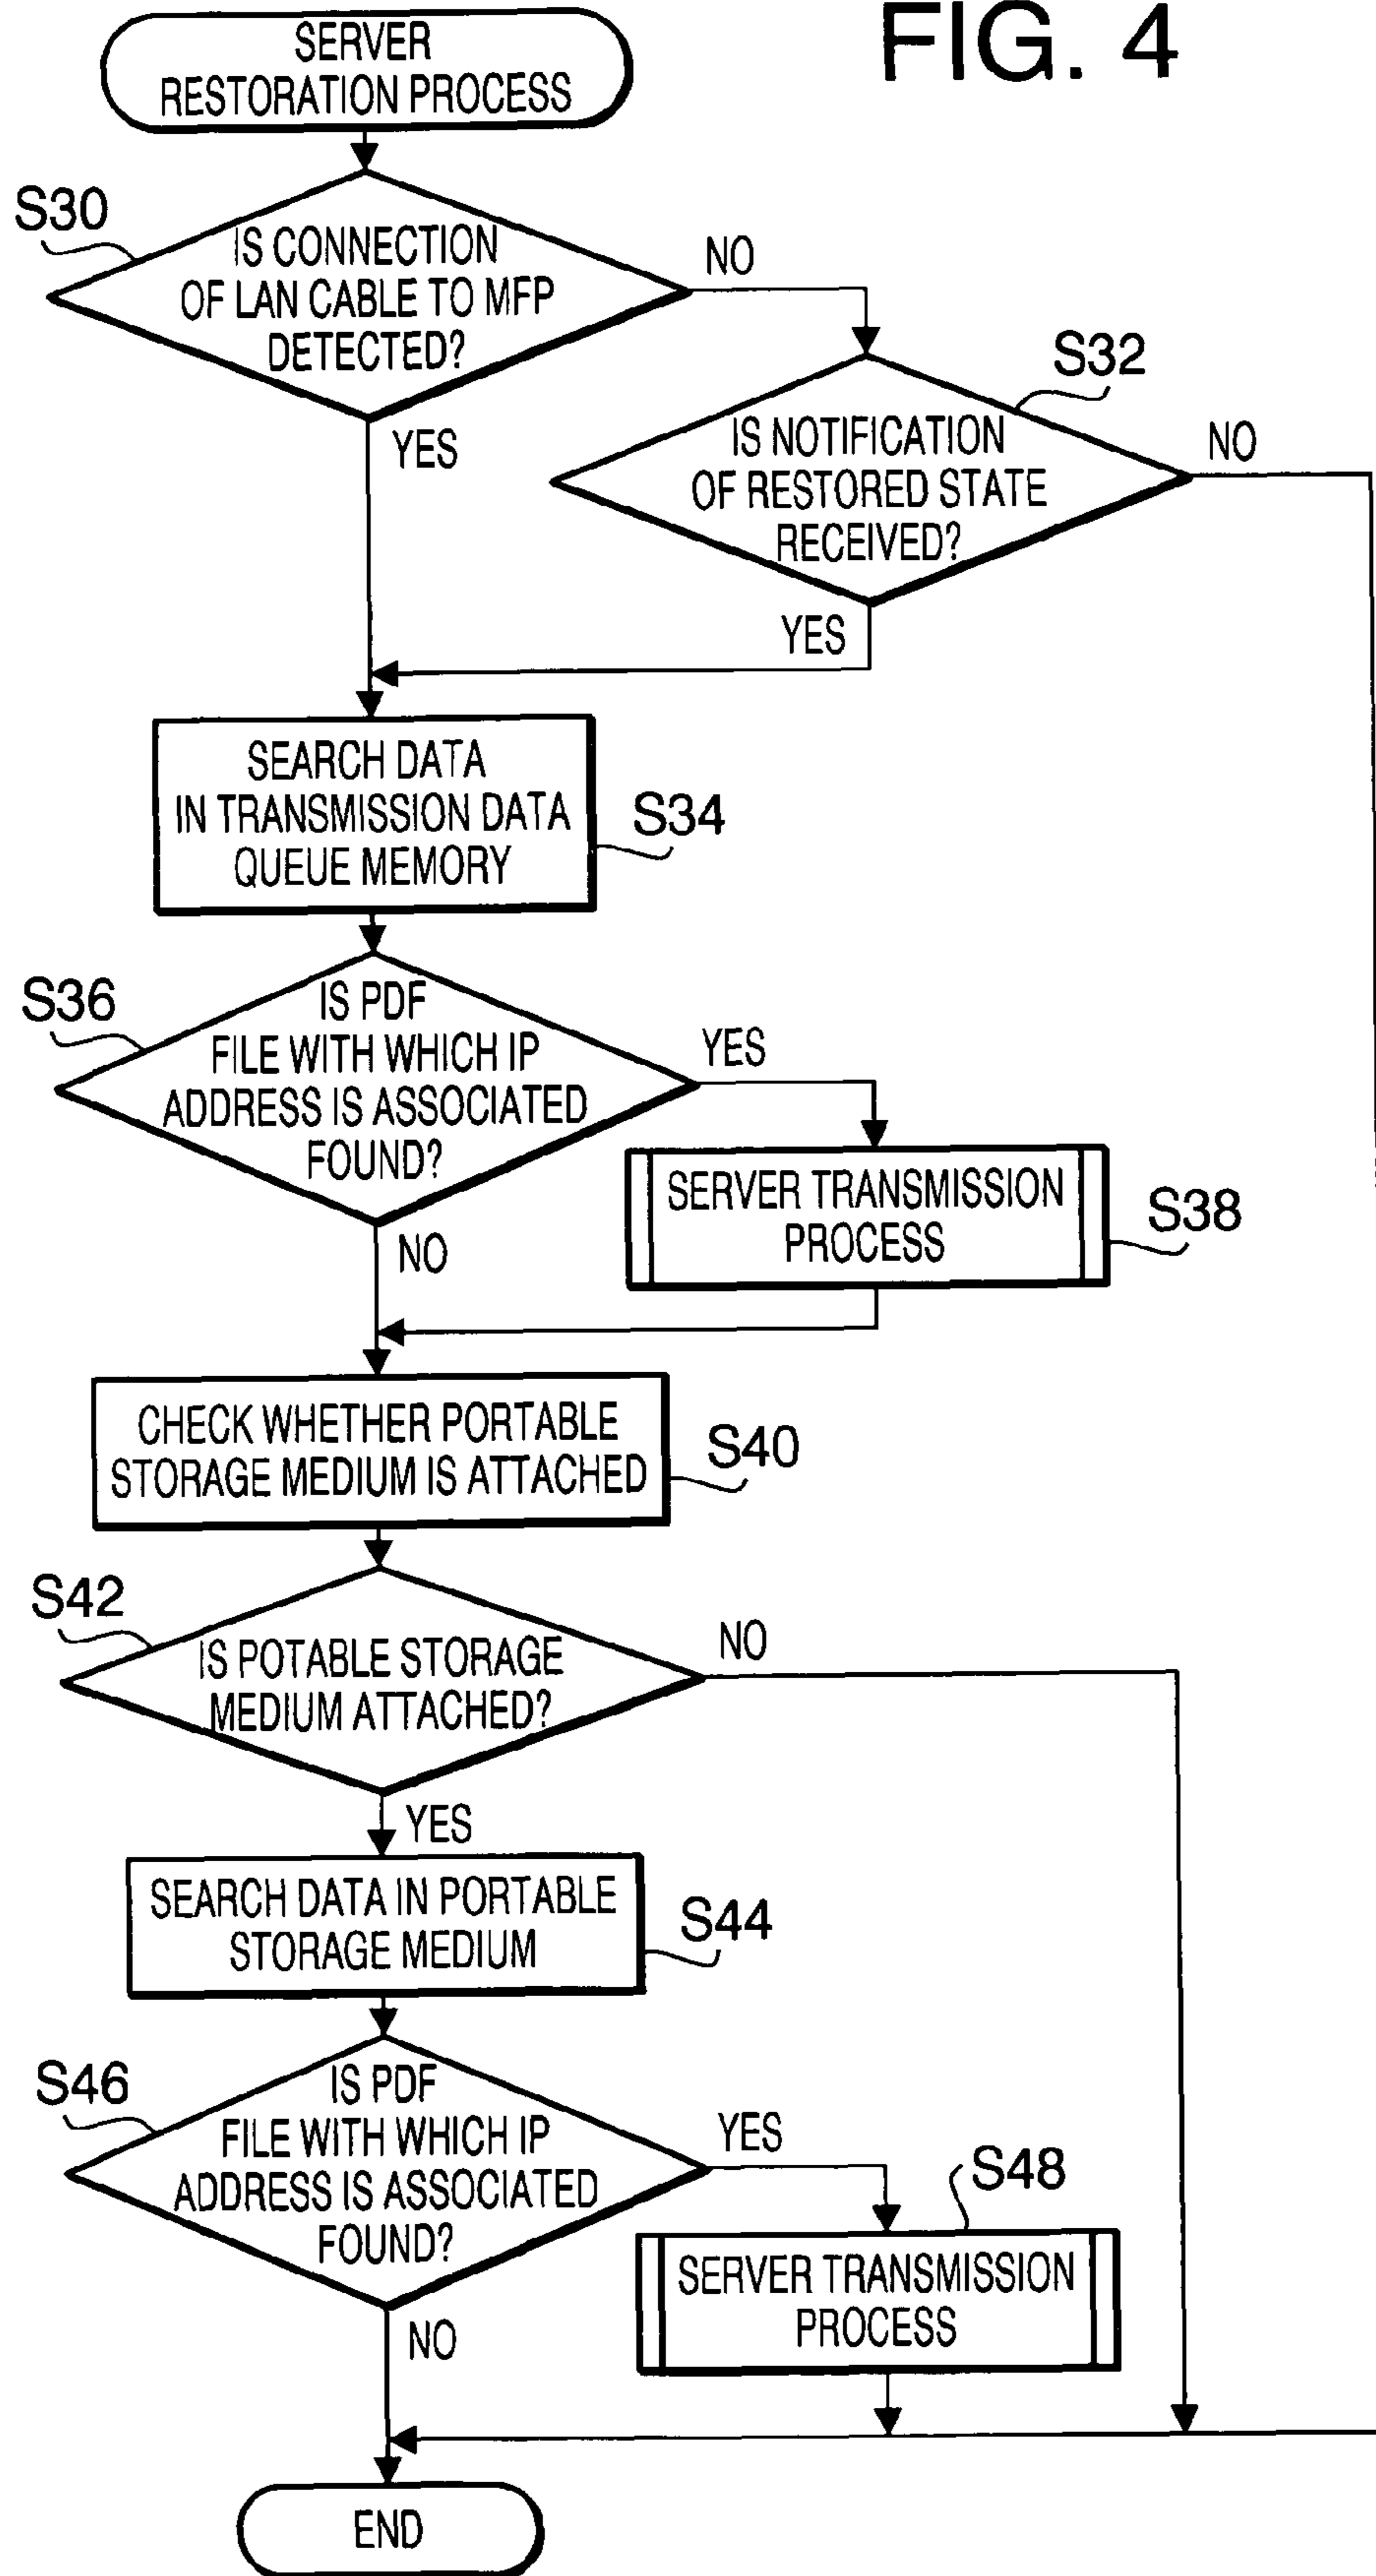 FIG. 4
SERVER
RESTORATION PROCESS
S30
IS CONNECTION
OF LAN CABLE TO MFP
DETECTED?
NO
YES
S32
IS NOTIFICATION
OF RESTORED STATE
RECEIVED?
NO
YES
SEARCH DATA
IN TRANSMISSION DATA
QUEUE MEMORY
S34
S36
IS PDF
FILE WITH WHICH IP
ADDRESS IS ASSOCIATED
FOUND?
YES
NO
SERVER TRANSMISSION
PROCESS
S38
CHECK WHETHER PORTABLE
STORAGE MEDIUM IS ATTACHED
S40
S42
IS POTABLE STORAGE
MEDIUM ATTACHED?
NO
YES
SEARCH DATA IN PORTABLE
STORAGE MEDIUM
S44
S46
IS PDF
FILE WITH WHICH IP
ADDRESS IS ASSOCIATED
FOUND?
YES
NO
S48
SERVER TRANSMISSION
PROCESS
END